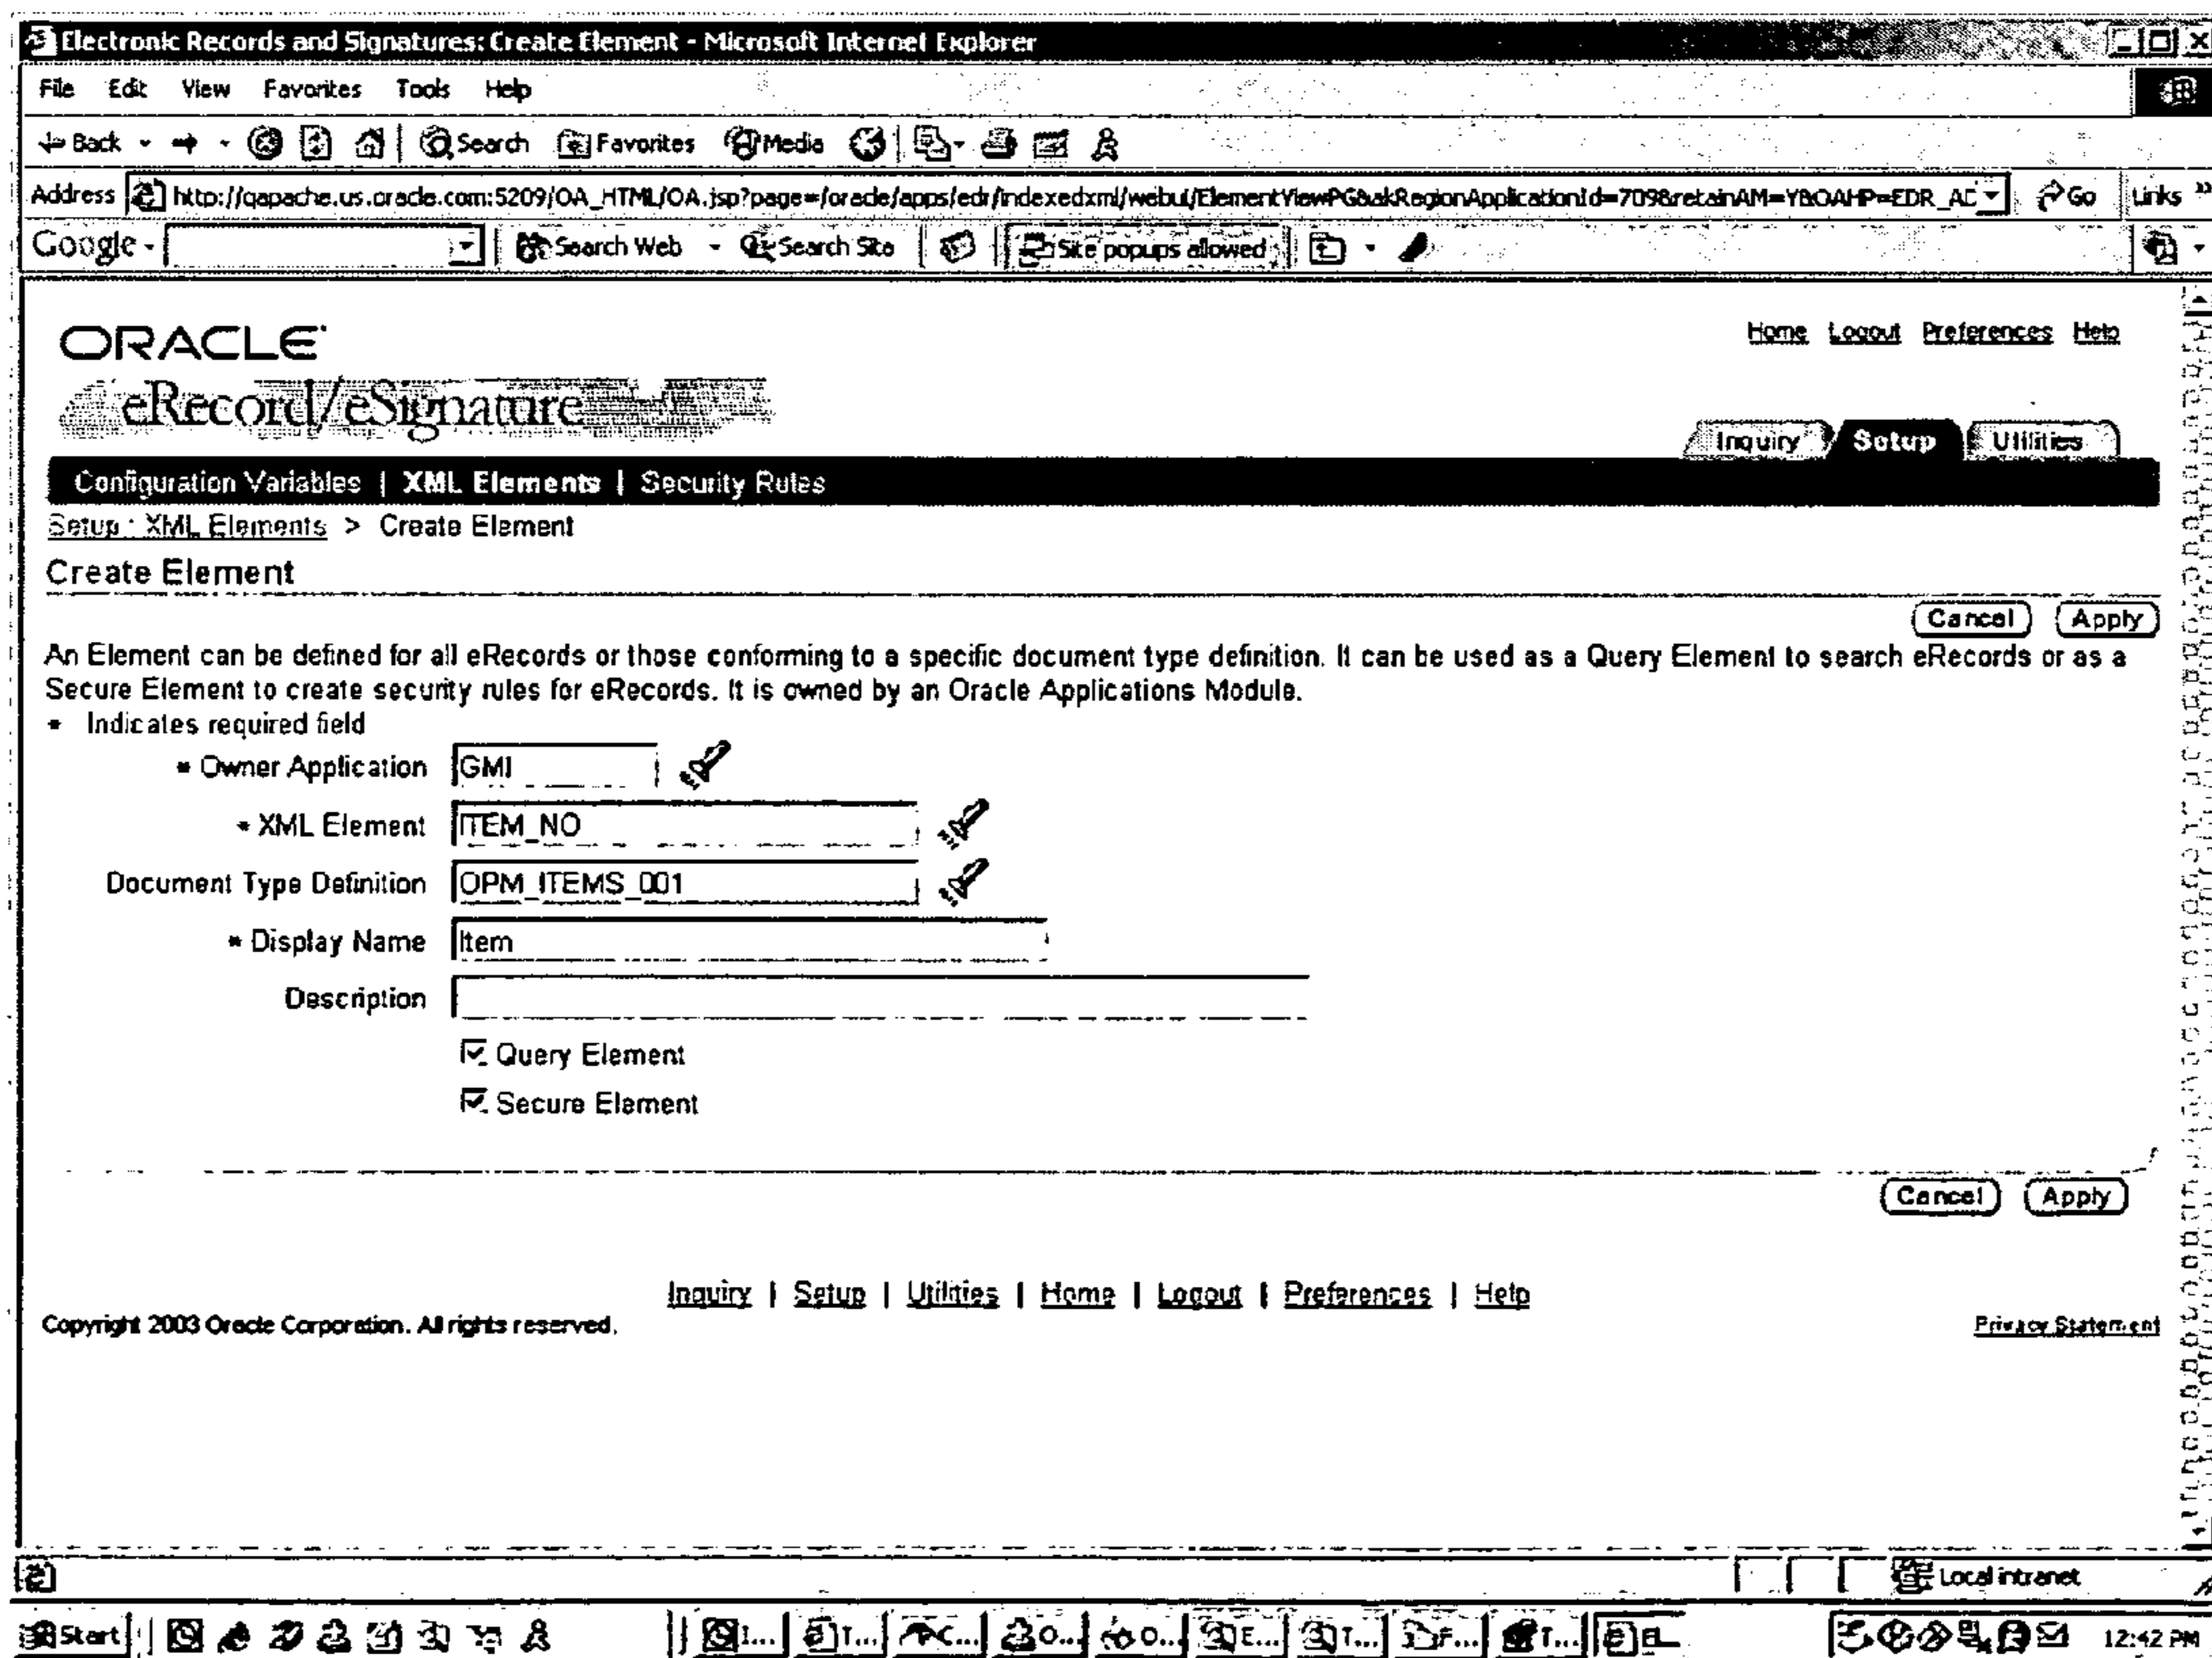 Electronic Records and Signatures: Create Element - Microsoft Internet Explorer
File Edit View Favorites Tools Help
Back Search Favorites Media
Address http://qapache.us.oracle.com:5209/OA_HTML/OA.jsp?page=/oracle/apps/edr/indexedxml/webui/ElementViewPG&akRegionApplicationId=709&retainAM=Y&OAHP=EDR_AD Go Links »
Google - Search Web - Search Site Site popups allowed
ORACLE
Home Logout Preferences Help
eRecord/eSignature
Inquiry Setup Utilities
Configuration Variables | XML Elements | Security Rules
Setup : XML Elements > Create Element
Create Element
Cancel Apply
An Element can be defined for all eRecords or those conforming to a specific document type definition. It can be used as a Query Element to search eRecords or as a
Secure Element to create security rules for eRecords. It is owned by an Oracle Applications Module.
* Indicates required field
* Owner Application GMI
* XML Element ITEM_NO
Document Type Definition OPM_ITEMS_001
* Display Name Item
Description
Query Element
Secure Element
Cancel Apply
Inquiry | Setup | Utilities | Home | Logout | Preferences | Help
Copyright 2003 Oracle Corporation. All rights reserved.
Privacy Statement
Local intranet
Start I... T... C... O... O... E... T... F... T... 12:42 PM